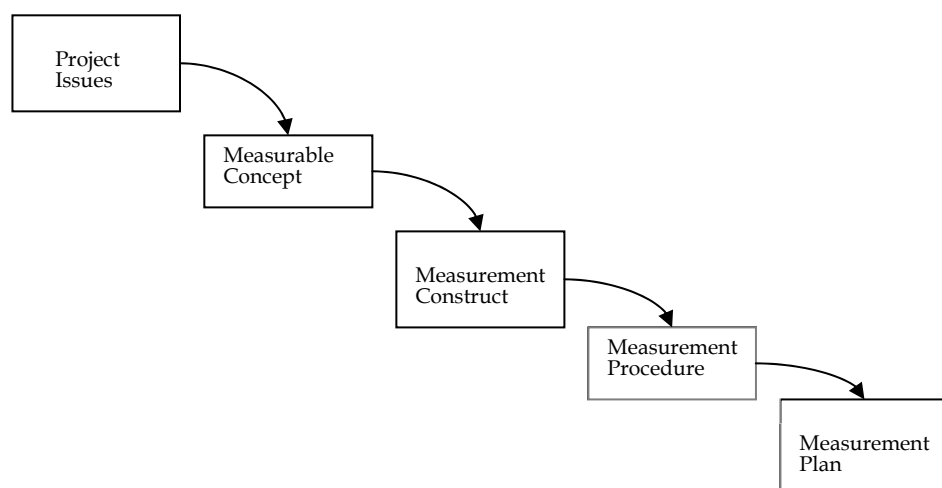 Project
Issues
Measurable
Concept
Measurement
Construct
Measurement
Procedure
Measurement
Plan